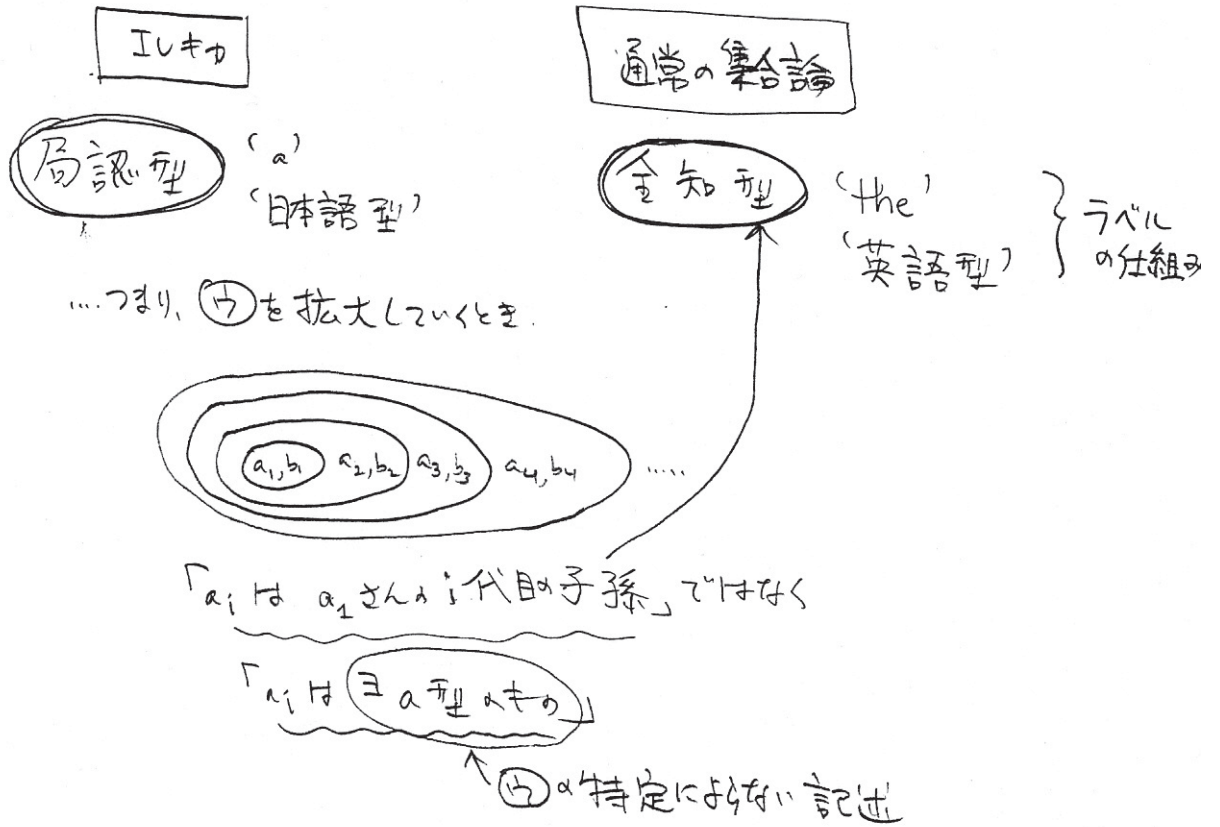 エレキカ
通常の集合論
局認型 'a'
'日本語型'
全知型 'the'
'英語型'
ラベル
の仕組み
....つまり、㋒を拡大していくとき.
a₁,b₁ a₂,b₂ a₃,b₃ a₄,b₄ .....
「aᵢは a₁さんのi代目の子孫」ではなく
「aᵢは∃a型のもの」
㋒の特定によらない記述